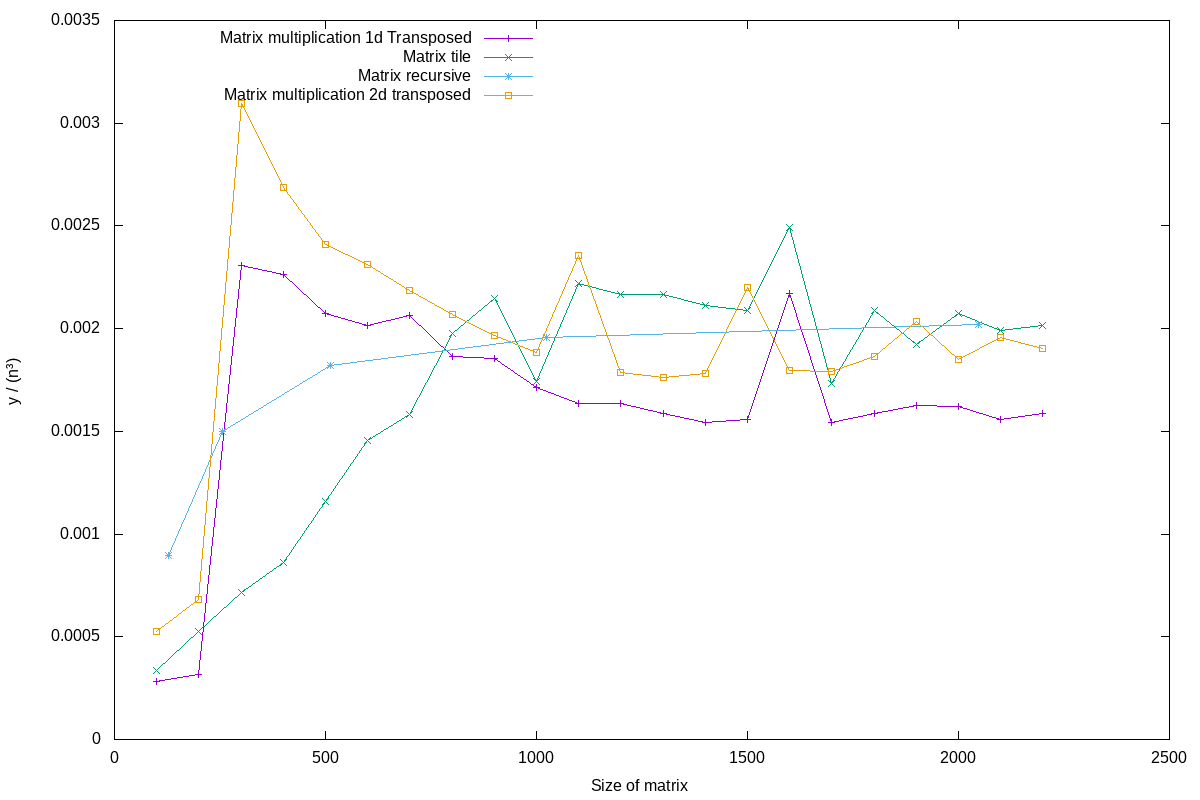 0.0035
0.003
0.0025
0.002
0.0015
0.001
0.0005
0
y / (n³)
Matrix multiplication 1d Transposed
Matrix tile
Matrix recursive
Matrix multiplication 2d transposed
0 500 1000 1500 2000 2500
Size of matrix